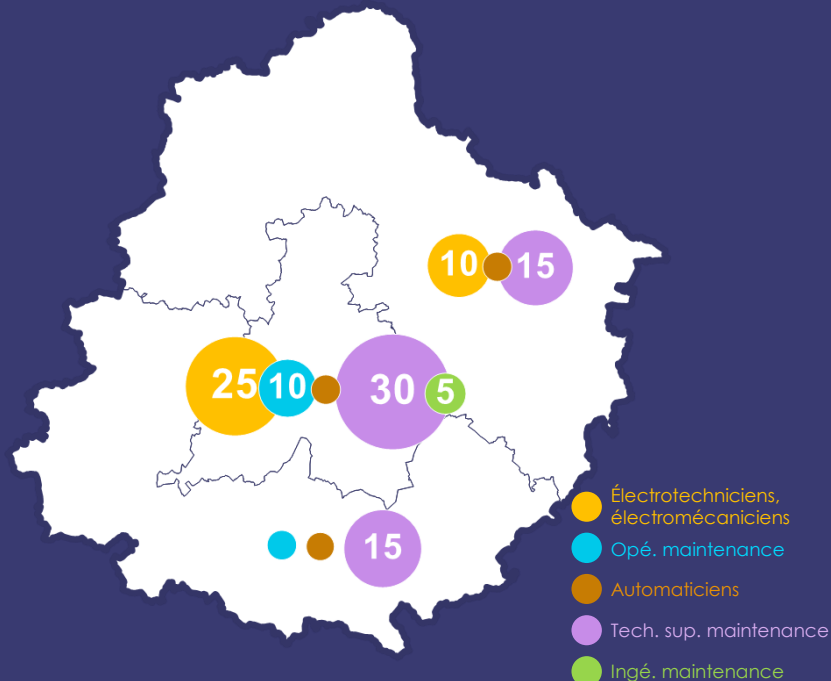 10 15
25 10 30 5
15
Électrotechniciens,
électromécaniciens
Opé. maintenance
Automaticiens
Tech. sup. maintenance
Ingé. maintenance